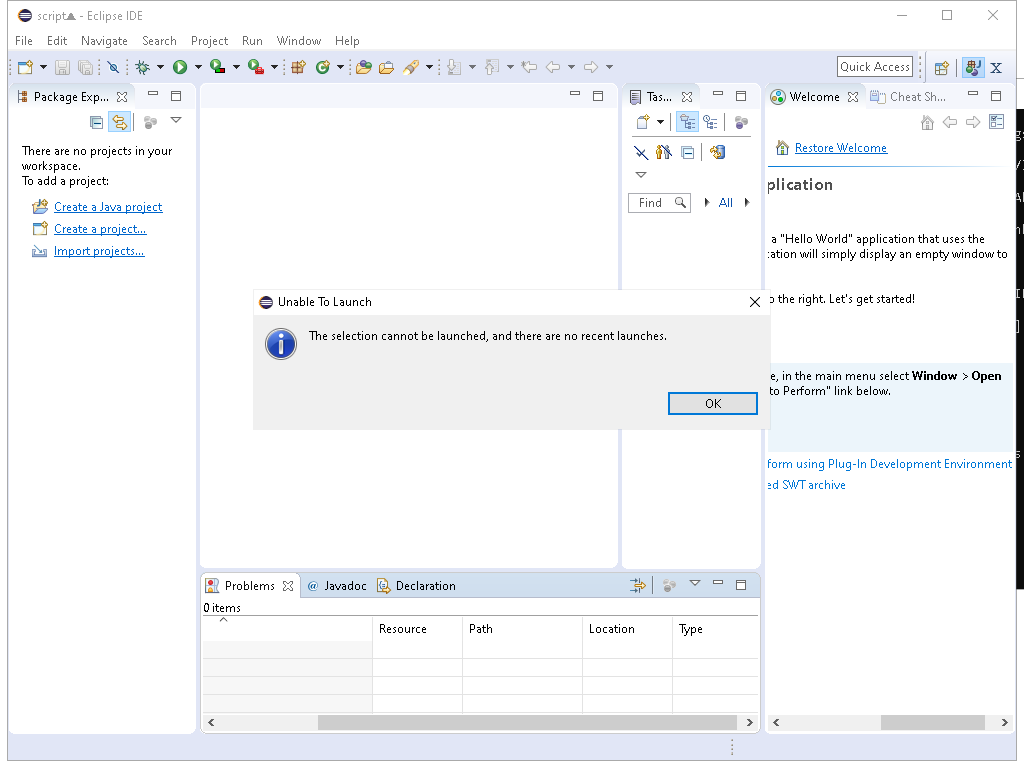 script▲ - Eclipse IDE
File Edit Navigate Search Project Run Window Help
Quick Access
Package Exp...
There are no projects in your
workspace.
To add a project:
Create a Java project
Create a project...
Import projects...
Tas...
Find
All
Welcome Cheat Sh...
Restore Welcome
plication
a "Hello World" application that uses the
cation will simply display an empty window to
o the right. Let's get started!
e, in the main menu select Window > Open
to Perform" link below.
form using Plug-In Development Environment
ed SWT archive
Unable To Launch
The selection cannot be launched, and there are no recent launches.
OK
Problems @ Javadoc Declaration
0 items
Resource Path Location Type